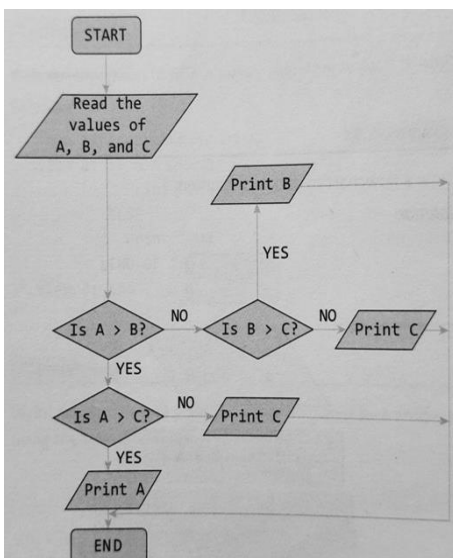 START
Read the
values of
A, B, and C
Print B
YES
Is A > B?
NO
Is B > C?
NO
Print C
YES
Is A > C?
NO
Print C
YES
Print A
END